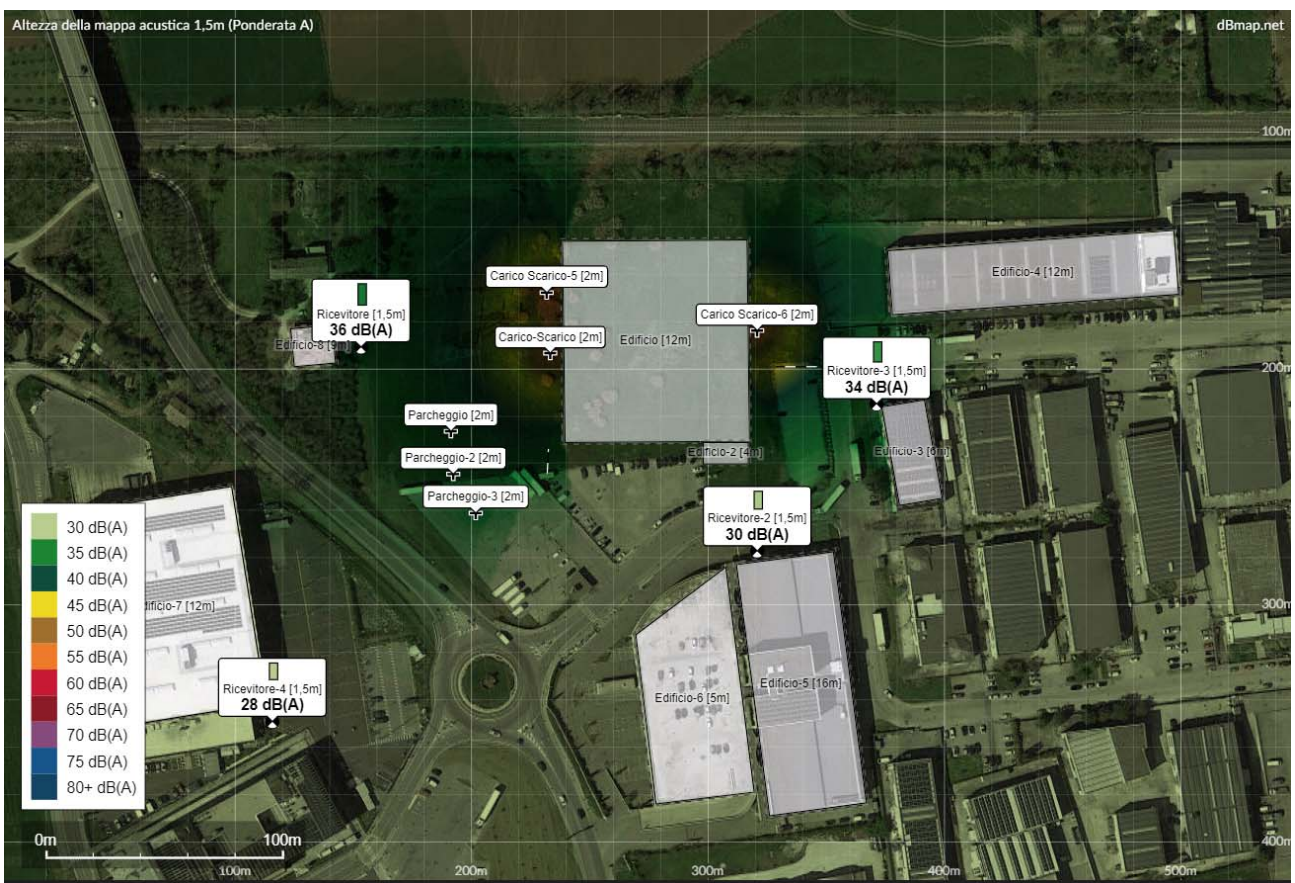 Altezza della mappa acustica 1,5m (Ponderata A)
dBmap.net
100m
Carico Scarico-5 [2m]
Edificio-4 [12m]
Ricevitore [1,5m]
36 dB(A)
Carico Scarico-6 [2m]
Edificio-8 [9m]
Carico-Scarico [2m]
Edificio [12m]
Ricevitore-3 [1,5m]
34 dB(A)
200m
Parcheggio [2m]
Edificio-2 [4m]
Edificio-3 [6m]
Parcheggio-2 [2m]
Parcheggio-3 [2m]
Ricevitore-2 [1,5m]
30 dB(A)
30 dB(A)
35 dB(A)
40 dB(A)
45 dB(A)
50 dB(A)
55 dB(A)
60 dB(A)
65 dB(A)
70 dB(A)
75 dB(A)
80+ dB(A)
dificio-7 [12m]
300m
Ricevitore-4 [1,5m]
28 dB(A)
Edificio-6 [5m]
Edificio-5 [16m]
0m
100m
400m
100m
200m
300m
400m
500m